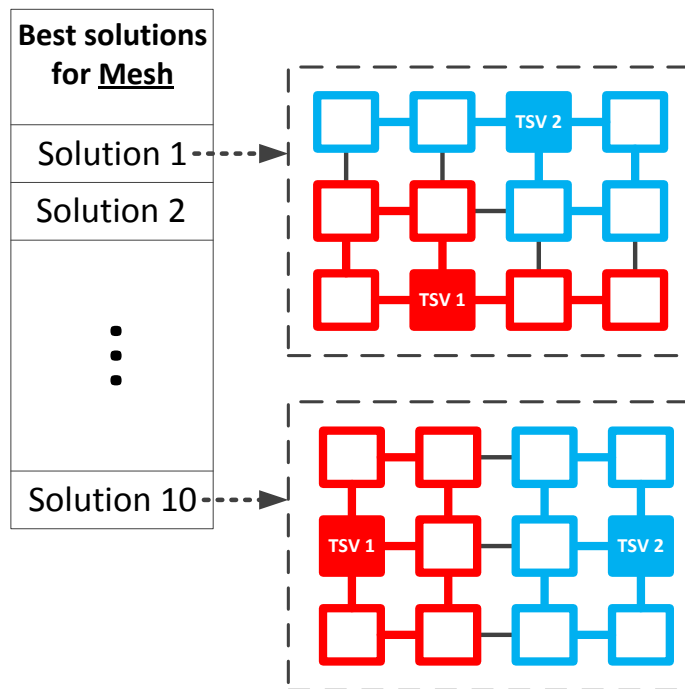 Best solutions
for Mesh
Solution 1
Solution 2
Solution 10
TSV 2
TSV 1
TSV 1
TSV 2